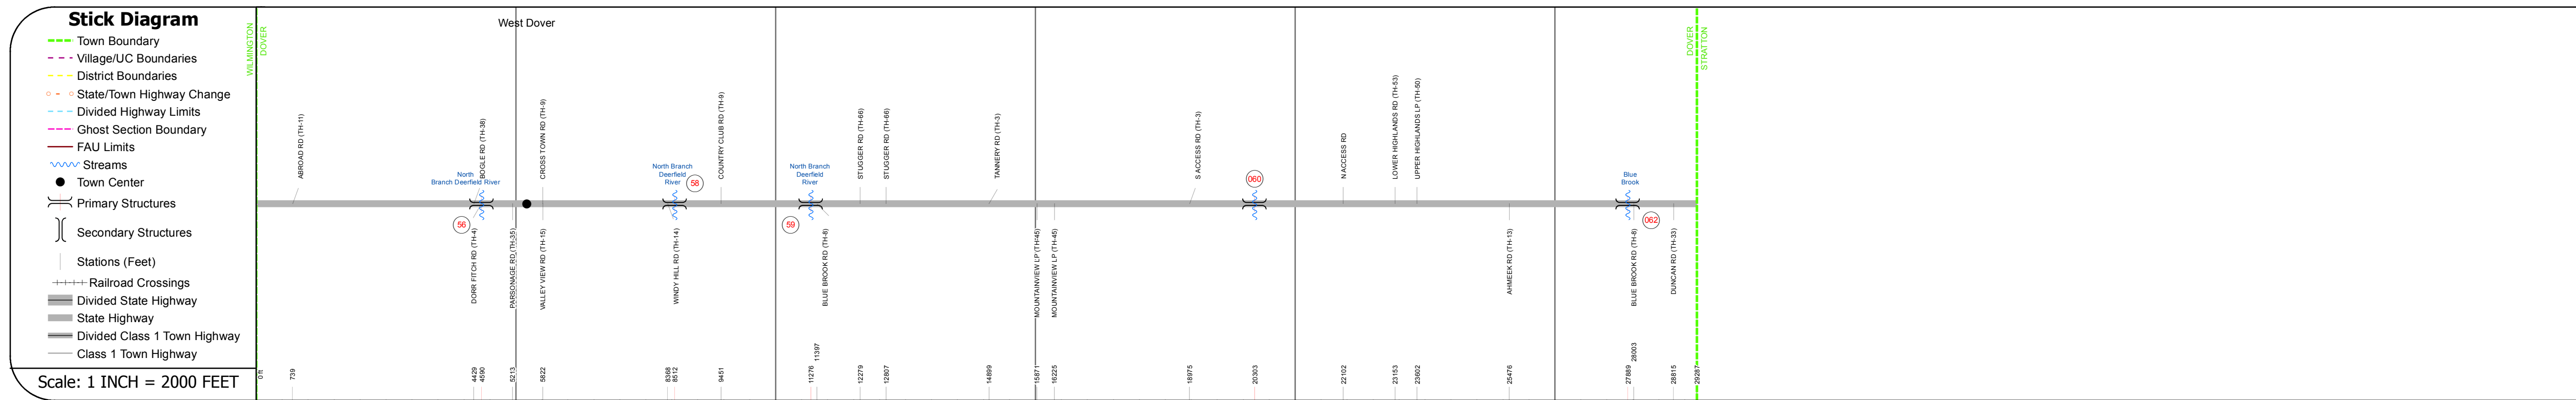 Stick Diagram
Town Boundary
Village/UC Boundaries
District Boundaries
State/Town Highway Change
Divided Highway Limits
Ghost Section Boundary
FAU Limits
Streams
Town Center
Primary Structures
Secondary Structures
Stations (Feet)
Railroad Crossings
Divided State Highway
State Highway
Divided Class 1 Town Highway
Class 1 Town Highway
Scale: 1 INCH = 2000 FEET
WILMINGTON
DOVER
West Dover
DOVER
STRATTON
ABROAD RD (TH-11)
BOGLE RD (TH-38)
CROSS TOWN RD (TH-9)
COUNTRY CLUB RD (TH-9)
STUGGER RD (TH-66)
STUGGER RD (TH-66)
TANNERY RD (TH-3)
S ACCESS RD (TH-3)
N ACCESS RD
LOWER HIGHLANDS RD (TH-53)
UPPER HIGHLANDS LP (TH-50)
North
Branch Deerfield River
North Branch
Deerfield
River
North Branch
Deerfield
River
Blue
Brook
56
58
59
060
062
DORR FITCH RD (TH-4)
PARSONAGE RD (TH-35)
VALLEY VIEW RD (TH-15)
WINDY HILL RD (TH-14)
BLUE BROOK RD (TH-8)
MOUNTAINVIEW LP (TH-45)
MOUNTAINVIEW LP (TH-45)
AHMEEK RD (TH-13)
BLUE BROOK RD (TH-8)
DUNCAN RD (TH-33)
0 ft
739
4429
4590
5213
5822
8368
8512
9451
11276
11397
12279
12807
14899
15871
16225
18975
20303
22102
23153
23602
25476
27889
28003
28815
29287